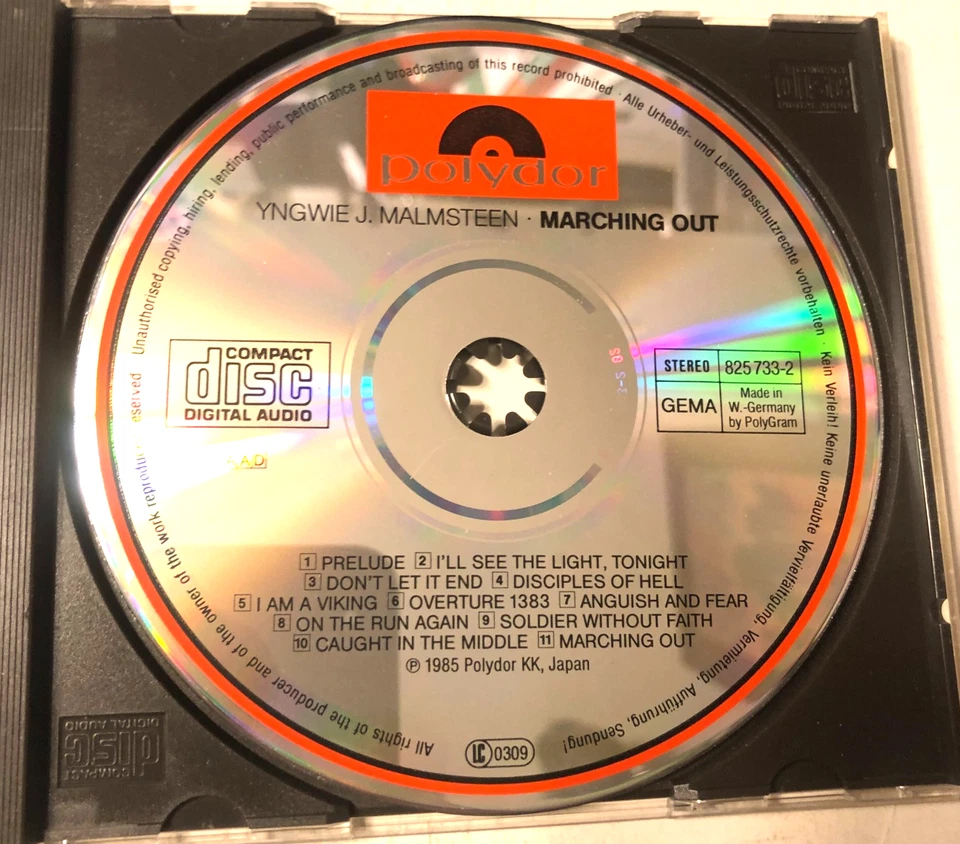 polydor
YNGWIE J. MALMSTEEN · MARCHING OUT
COMPACT
disc
DIGITAL AUDIO
AAD
STEREO 825 733-2
GEMA Made in
W.-Germany
by PolyGram
1 PRELUDE 2 I'LL SEE THE LIGHT, TONIGHT
3 DON'T LET IT END 4 DISCIPLES OF HELL
5 I AM A VIKING 6 OVERTURE 1383 7 ANGUISH AND FEAR
8 ON THE RUN AGAIN 9 SOLDIER WITHOUT FAITH
10 CAUGHT IN THE MIDDLE 11 MARCHING OUT
℗ 1985 Polydor KK, Japan
LC 0309
All rights of the producer and of the owner of the work Unauthorised copying, hiring, lending, public performance and broadcasting of this record prohibited · Alle Urheber- und Leistungsschutzrechte vorbehalten · Kein Verleih! Keine unerlaubte Vervielfältigung, Vermietung, Aufführung, Sendung!
COMPACT
disc
DIGITAL AUDIO